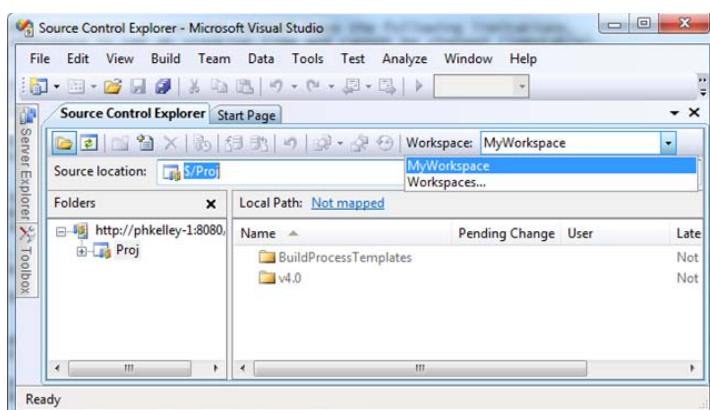 Source Control Explorer - Microsoft Visual Studio
File Edit View Build Team Data Tools Test Analyze Window Help
Source Control Explorer Start Page
Workspace: MyWorkspace
MyWorkspace
Workspaces...
Source location: $/Proj
Folders Local Path: Not mapped
http://phkelley-1:8080, Name Pending Change User Late
Proj BuildProcessTemplates Not
v4.0 Not
Server Explorer
Toolbox
Ready